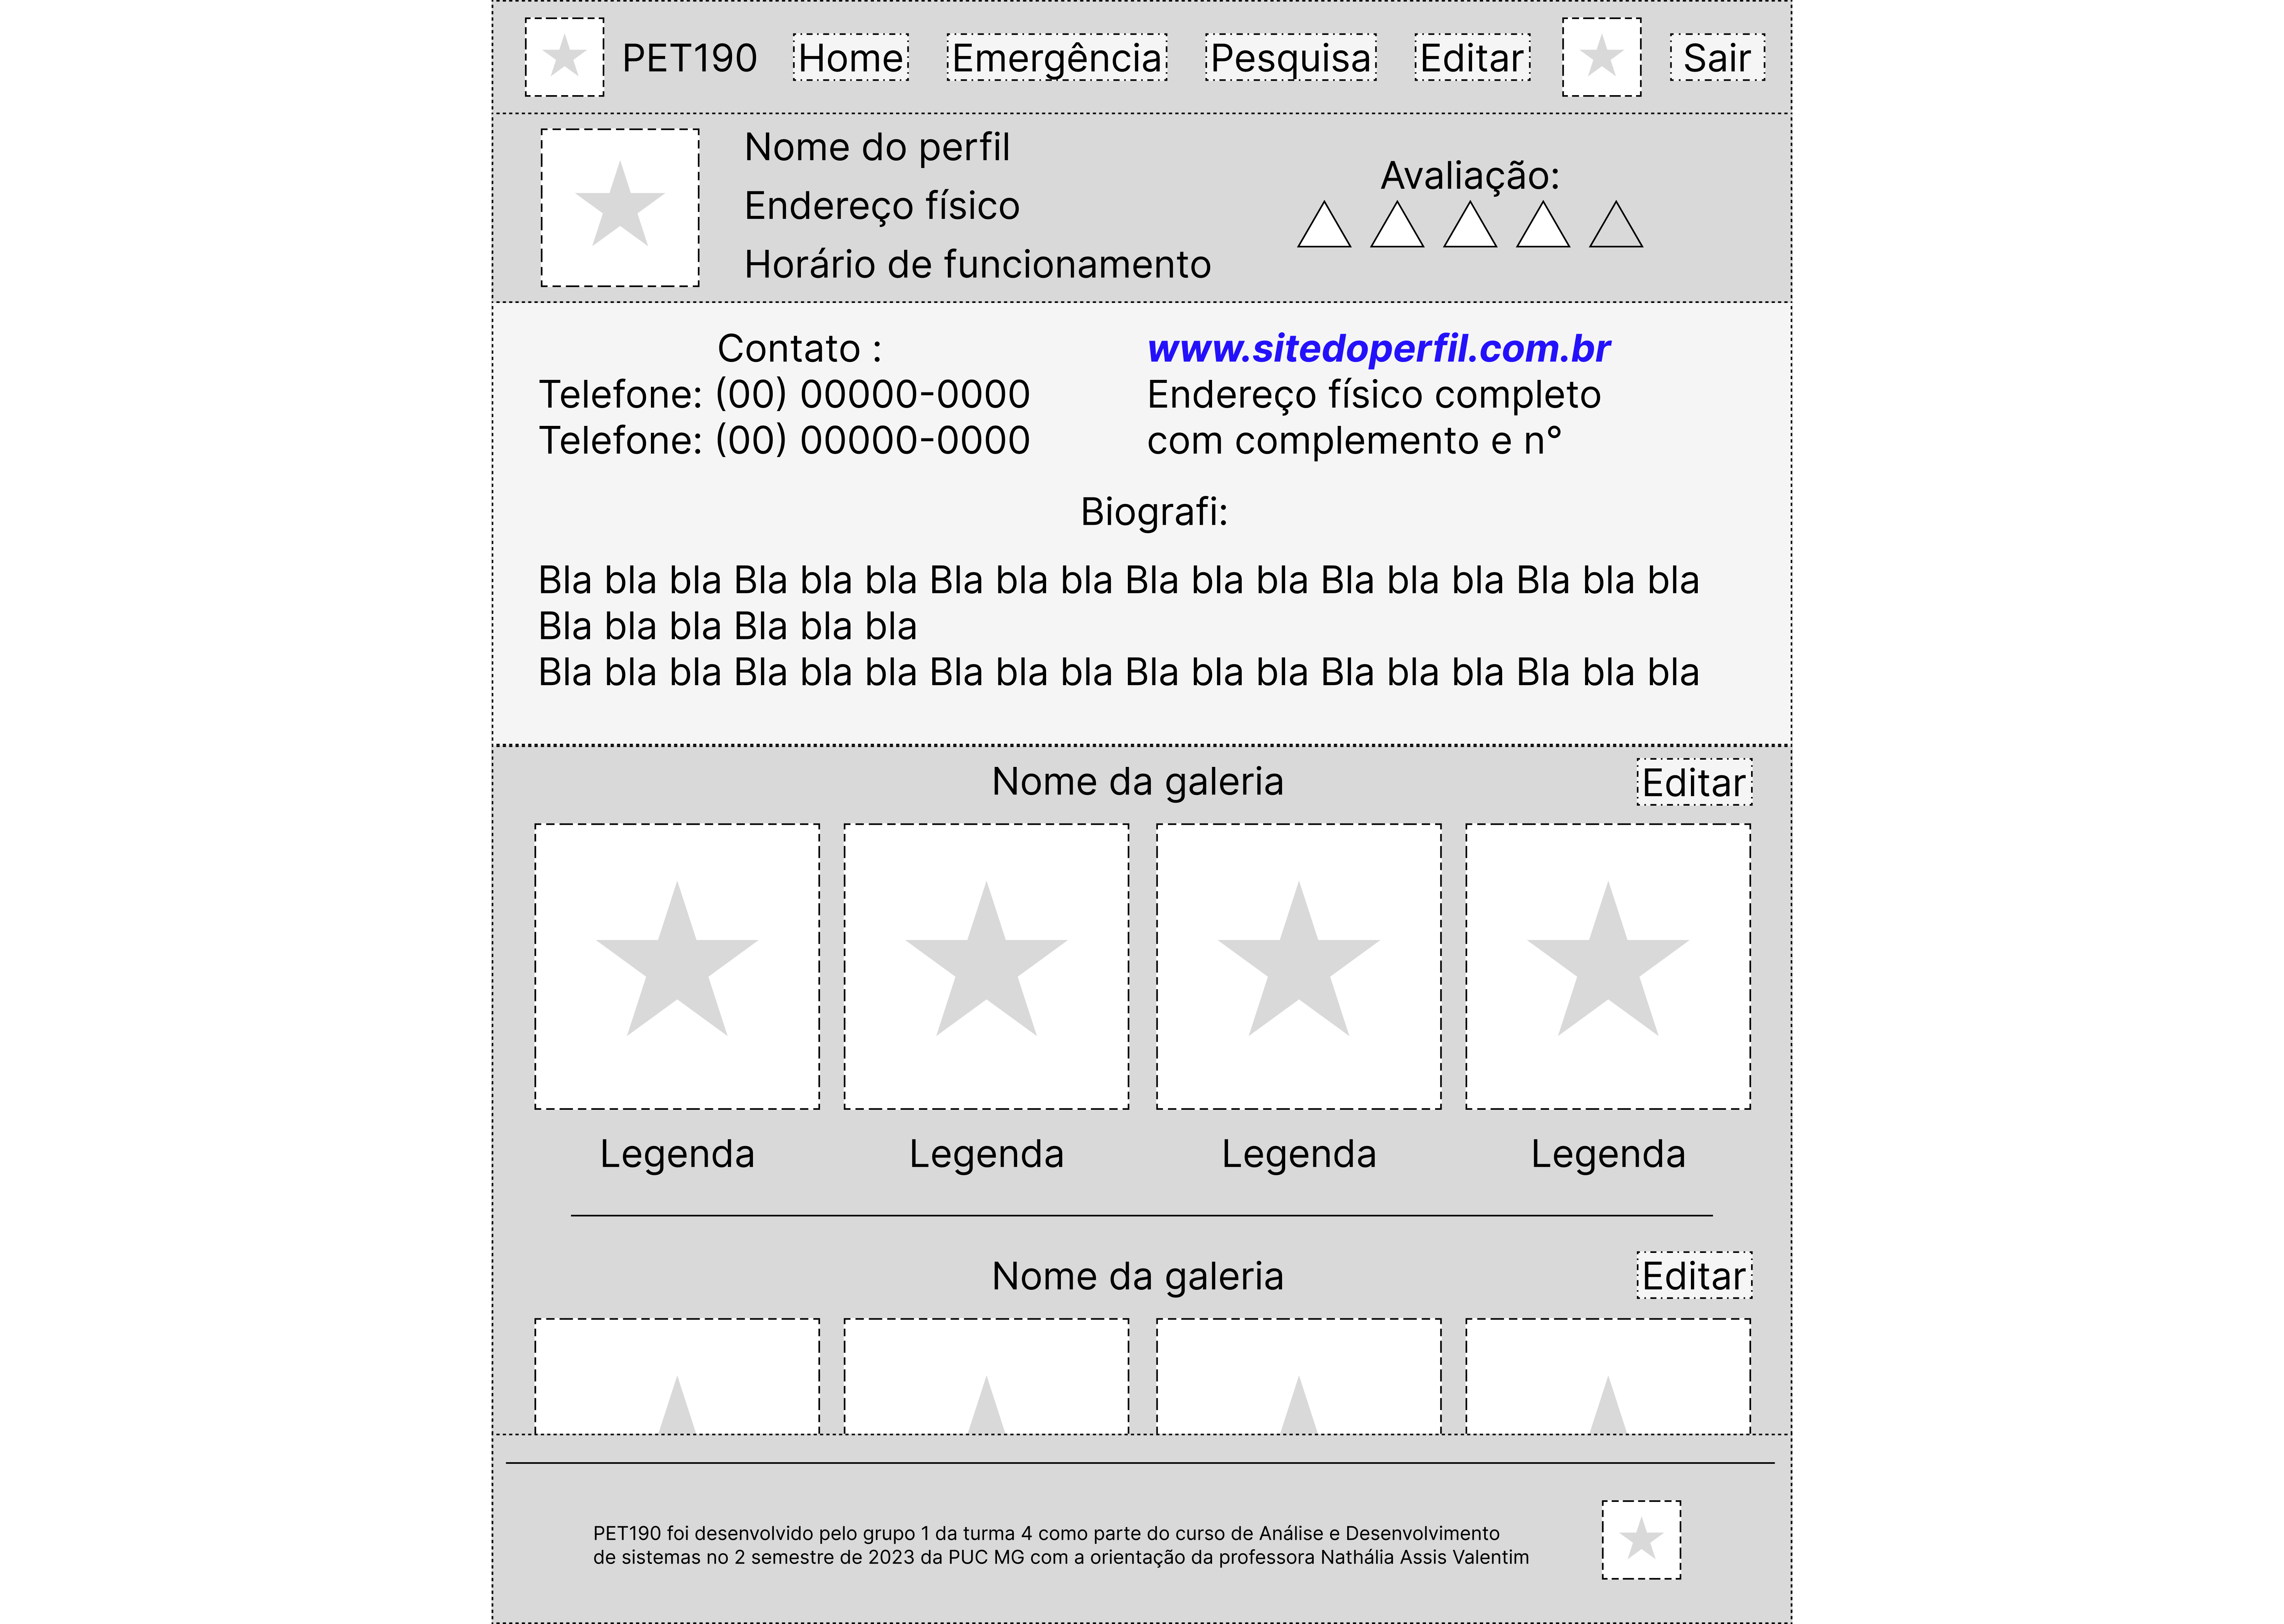 PET190 Home Emergência Pesquisa Editar Sair
Nome do perfil
Endereço físico
Horário de funcionamento
Avaliação:
Contato :
Telefone: (00) 00000-0000
Telefone: (00) 00000-0000
www.sitedoperfil.com.br
Endereço físico completo
com complemento e n°
Biografi:
Bla bla bla Bla bla bla Bla bla bla Bla bla bla Bla bla bla Bla bla bla
Bla bla bla Bla bla bla
Bla bla bla Bla bla bla Bla bla bla Bla bla bla Bla bla bla Bla bla bla
Nome da galeria Editar
Legenda Legenda Legenda Legenda
Nome da galeria Editar
PET190 foi desenvolvido pelo grupo 1 da turma 4 como parte do curso de Análise e Desenvolvimento
de sistemas no 2 semestre de 2023 da PUC MG com a orientação da professora Nathália Assis Valentim